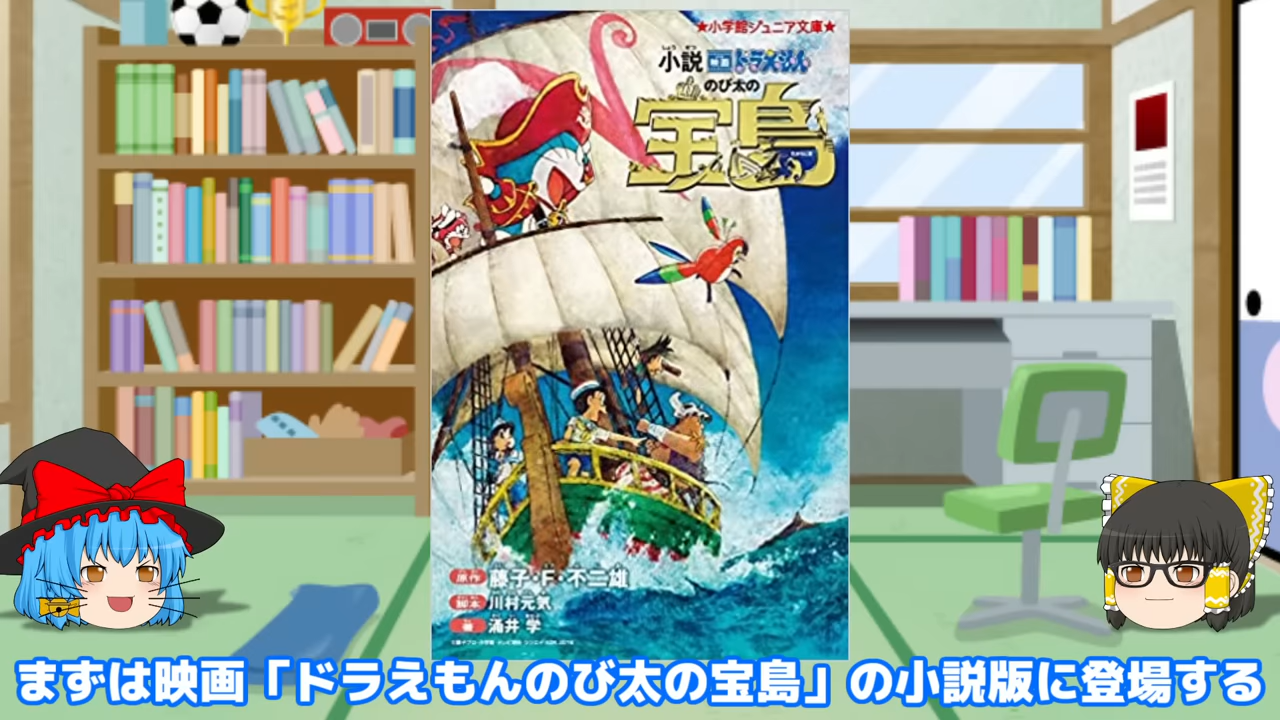 ★小学館ジュニア文庫★
小説 映画ドラえもん
のび太の
宝島
原作 藤子・F・不二雄
脚本 川村元気
著 涌井 学
まずは映画「ドラえもんのび太の宝島」の小説版に登場する